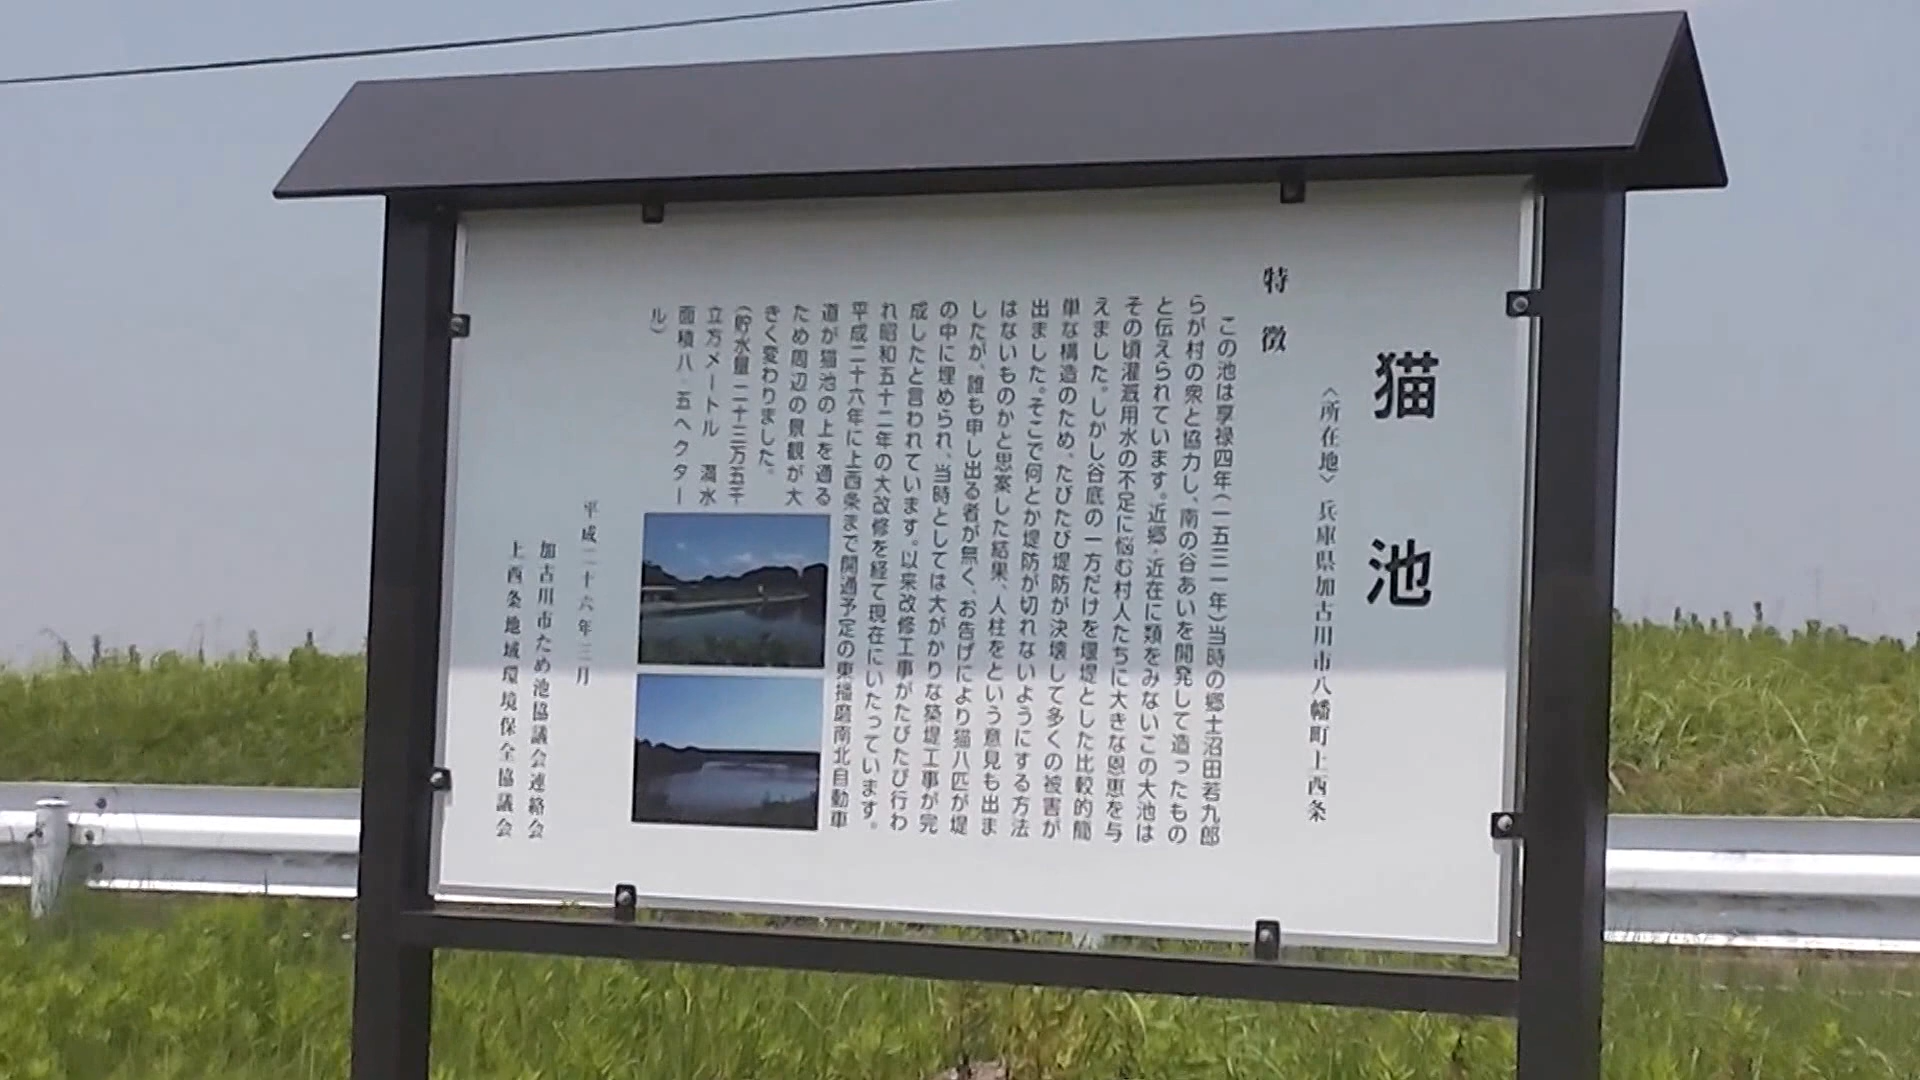 猫池
〈所在地〉兵庫県加古川市八幡町上西条
特徴
この池は享禄四年(一五三一年)当時の郷士沼田若九郎
らが村の衆と協力し、南の谷あいを開発して造ったもの
と伝えられています。近郷・近在に類をみないこの大池は
その頃灌漑用水の不足に悩む村人たちに大きな恩恵を与
えました。しかし谷底の一方だけを堰堤とした比較的簡
単な構造のため、たびたび堤防が決壊して多くの被害が
出ました。そこで何とか堤防が切れないようにする方法
はないものかと思案した結果、人柱をという意見も出ま
したが、誰も申し出る者が無く、お告げにより猫八匹が堤
の中に埋められ、当時としては大がかりな築堤工事が完
成したと言われています。以来改修工事がたびたび行わ
れ昭和五十二年の大改修を経て現在にいたっています。
平成二十六年に上西条まで開通予定の東播磨南北自動車
道が猫池の上を通る
ため周辺の景観が大
きく変わりました。
(貯水量二十三万五千
立方メートル 満水
面積八・五ヘクター
ル)
平成二十六年三月
加古川市ため池協議会連絡会
上西条地域環境保全協議会